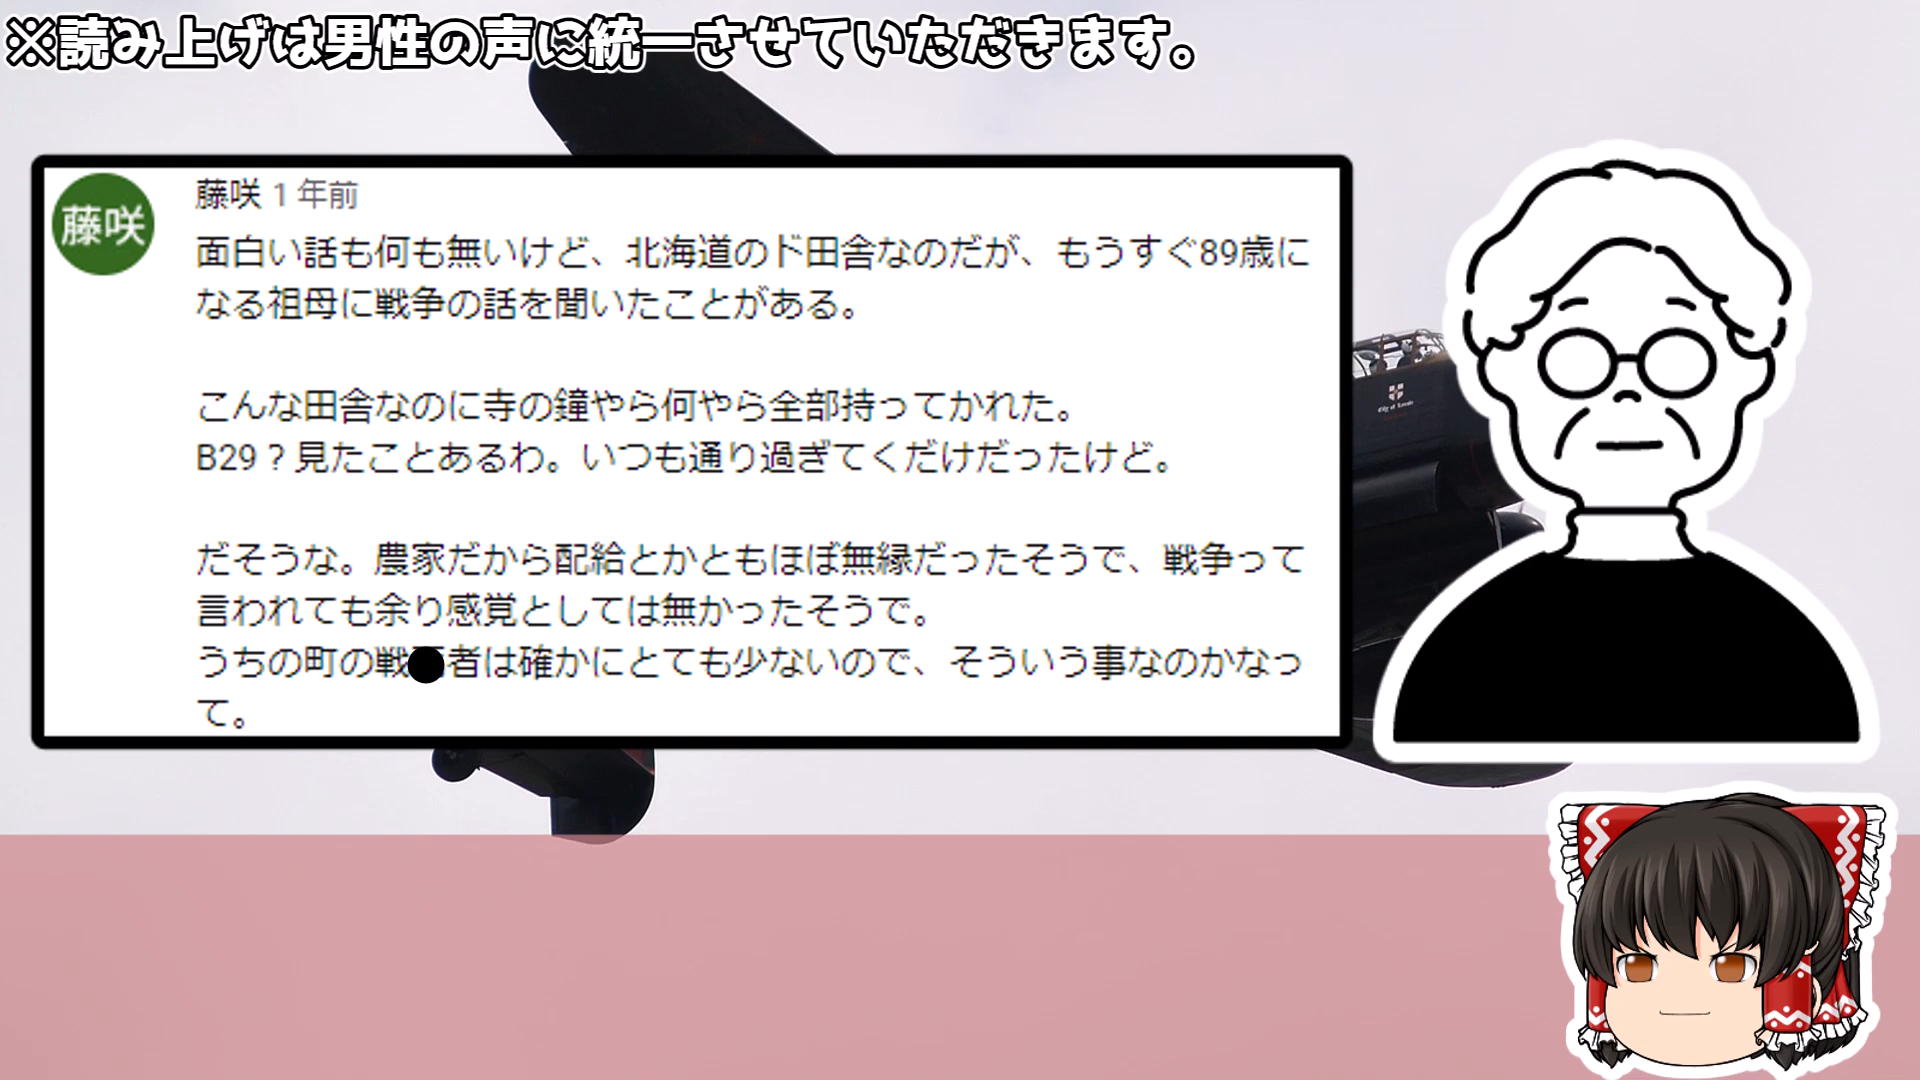 ※読み上げは男性の声に統一させていただきます。
藤咲
藤咲 1 年前
面白い話も何も無いけど、北海道のド田舎なのだが、もうすぐ89歳に
なる祖母に戦争の話を聞いたことがある。
こんな田舎なのに寺の鐘やら何やら全部持ってかれた。
B29？見たことあるわ。いつも通り過ぎてくだけだったけど。
だそうな。農家だから配給とかともほぼ無縁だったそうで、戦争って
言われても余り感覚としては無かったそうで。
うちの町の戦●者は確かにとても少ないので、そういう事なのかなっ
て。